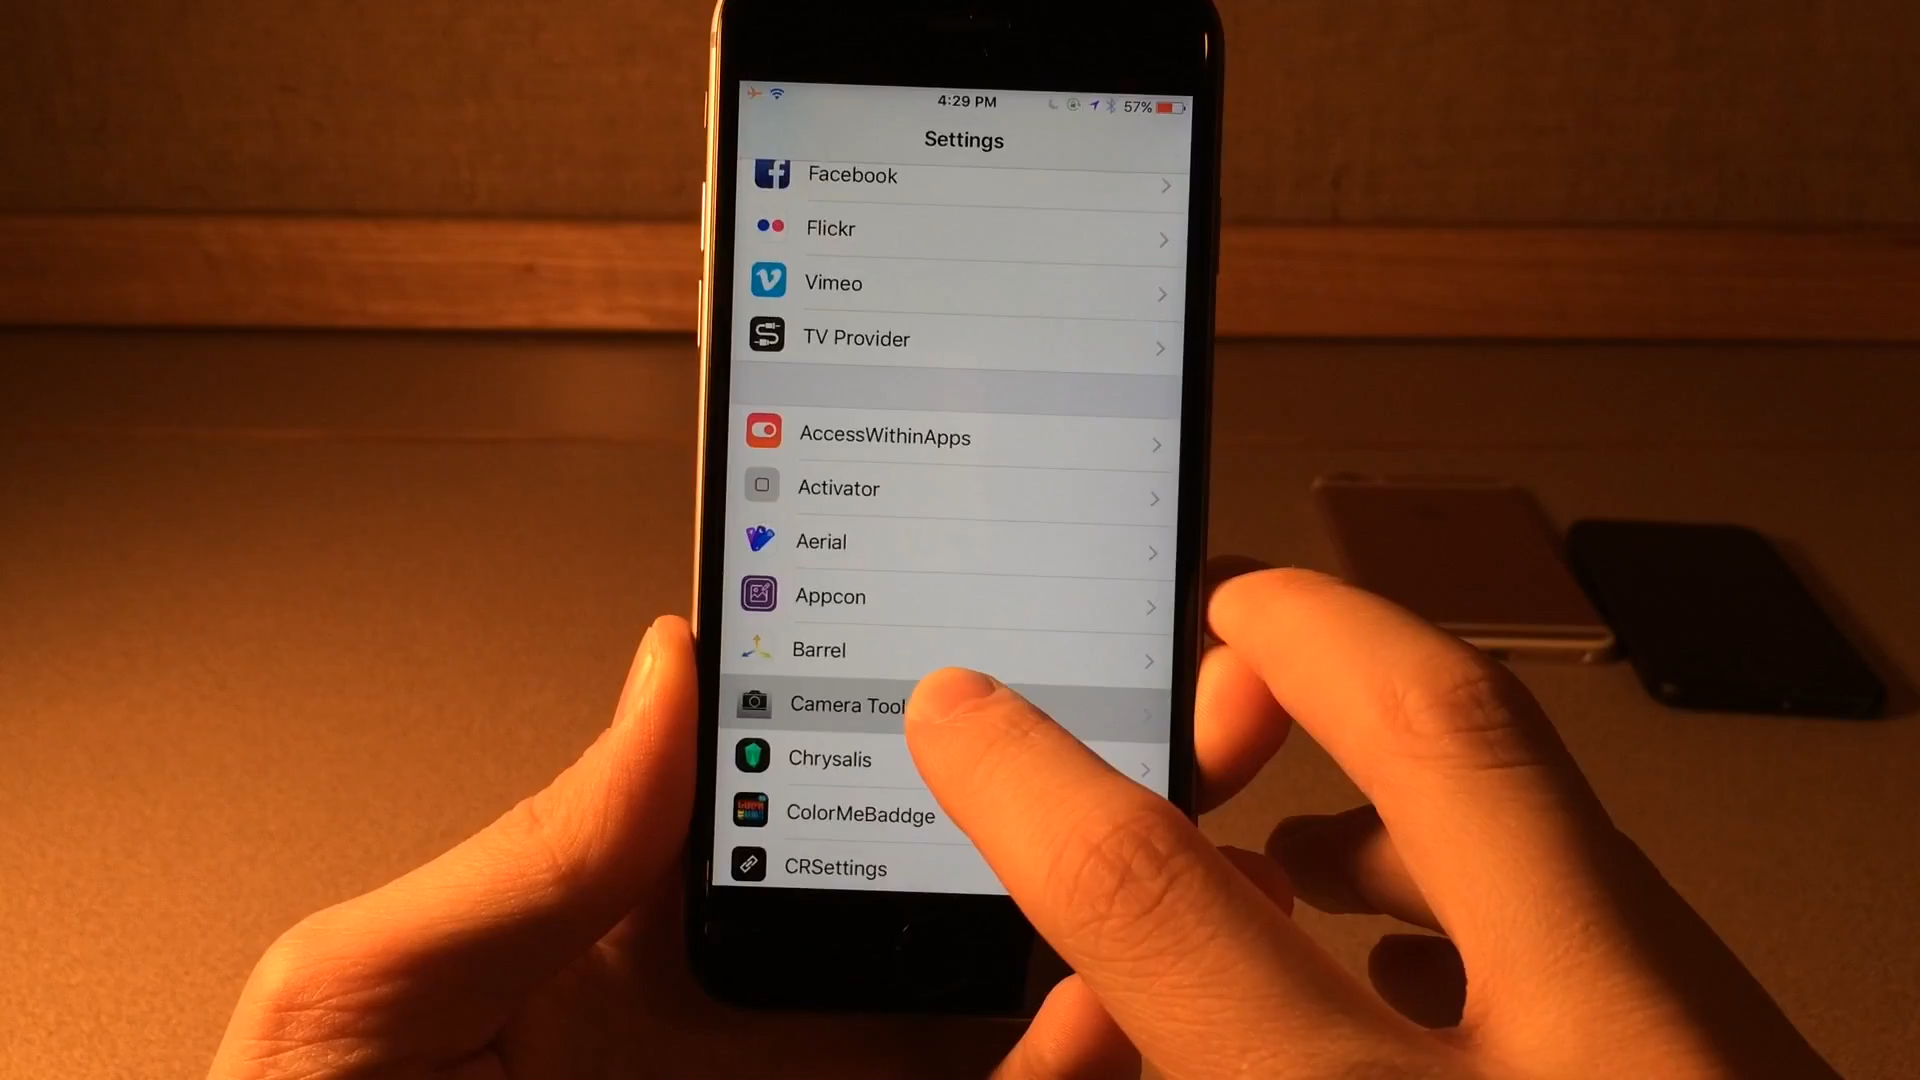 4:29 PM
57%
Settings
Facebook
Flickr
Vimeo
TV Provider
AccessWithinApps
Activator
Aerial
Appcon
Barrel
Camera Tool
Chrysalis
ColorMeBaddge
CRSettings